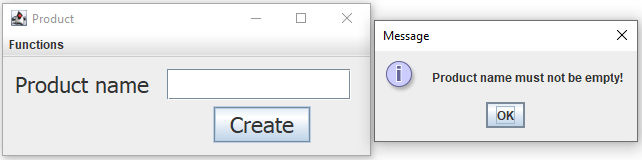 Product
Functions
Product name
Create
Message
Product name must not be empty!
OK